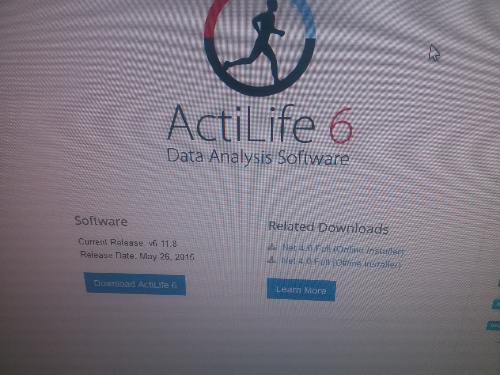 ActiLife 6
Data Analysis Software
Software
Current Release: v6.11.8
Release Date: May 26, 2015
Download ActiLife 6
Related Downloads
.Net 4.0 Full (Online Installer)
.Net 4.0 Full (Offline Installer)
Learn More